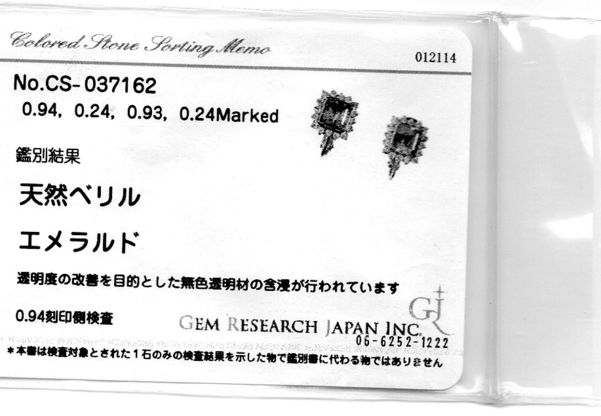 Colored Stone Sorting Memo
012114
No.CS-037162
0.94, 0.24, 0.93, 0.24Marked
鑑別結果
天然ベリル
エメラルド
透明度の改善を目的とした無色透明材の含浸が行われています
0.94刻印側検査
GEM RESEARCH JAPAN INC.
GJR
06-6252-1222
*本書は検査対象とされた1石のみの検査結果を示した物で鑑別書に代わる物ではありません